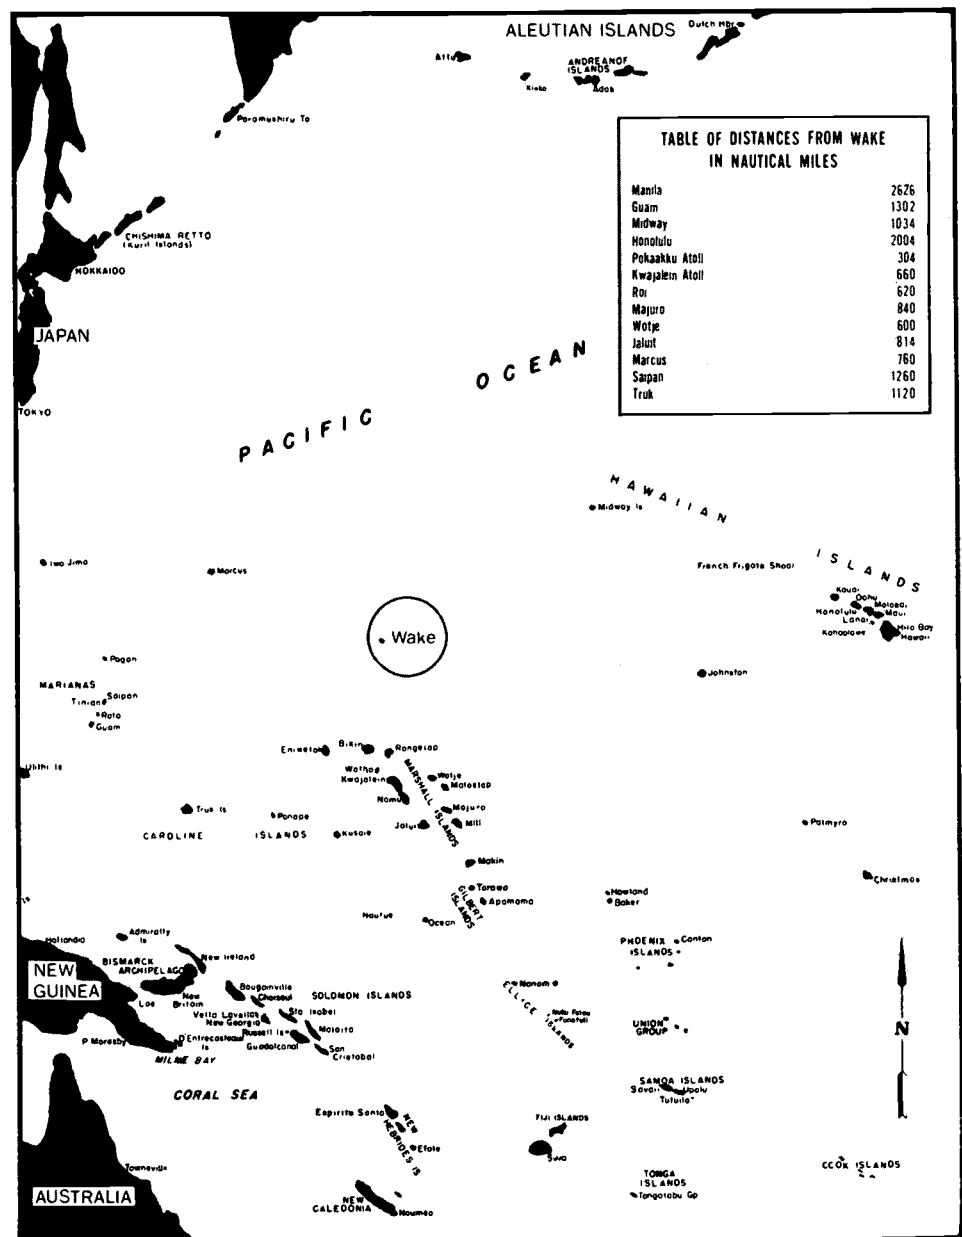 ALEUTIAN ISLANDS
Dutch Hbr
Attu
ANDREANOF
ISLANDS
Kiska
Adak
Paramushiru To
TABLE OF DISTANCES FROM WAKE
IN NAUTICAL MILES
Manila 2626
Guam 1302
Midway 1034
Honolulu 2004
Pokaakku Atoll 304
Kwajalein Atoll 660
Roi 620
Majuro 840
Wotje 600
Jaluit 814
Marcus 760
Saipan 1260
Truk 1120
CHISHIMA RETTO
(Kuril Islands)
HOKKAIDO
JAPAN
TOKYO
PACIFIC OCEAN
HAWAIIAN ISLANDS
Midway Is
Iwo Jima
Marcus
French Frigate Shoal
Kauai
Oahu
Molokai
Honolulu
Maui
Lanai
Hilo Bay
Kahoolawe
Hawaii
Wake
Pagan
Johnston
MARIANAS
Saipan
Tinian
Rota
Guam
Eniwetok
Bikini
Rongelap
Ulithi Is
Wotho
Kwajalein
Wotje
Maloelap
Namu
MARSHALL ISLANDS
Truk Is
Ponape
Majuro
Mili
Jaluit
Kusaie
CAROLINE ISLANDS
Palmyra
Makin
Christmas
Tarawa
GILBERT
ISLANDS
Apamama
Howland
Baker
Is
Ocean
Hollandia
Admiralty
Is
PHOENIX
ISLANDS
Canton
BISMARCK
ARCHIPELAGO
New Ireland
NEW
GUINEA
Lae
New
Britain
Bougainville
Choiseul
SOLOMON ISLANDS
Vella Lavella
New Georgia
Sta Isabel
Nanomea
ELLICE ISLANDS
Funafuti
Russell Is
Malaita
UNION
GROUP
P Moresby
D'Entrecasteaux
Is
Guadalcanal
San
Cristobal
MILNE BAY
N
SAMOA ISLANDS
Savaii
Upolu
Tutuila
CORAL SEA
Espiritu Santo
NEW
HEBRIDES IS
Efate
FIJI ISLANDS
Suva
Townsville
TONGA
ISLANDS
Tongatabu Gp
COOK ISLANDS
AUSTRALIA
NEW
CALEDONIA
Noumea